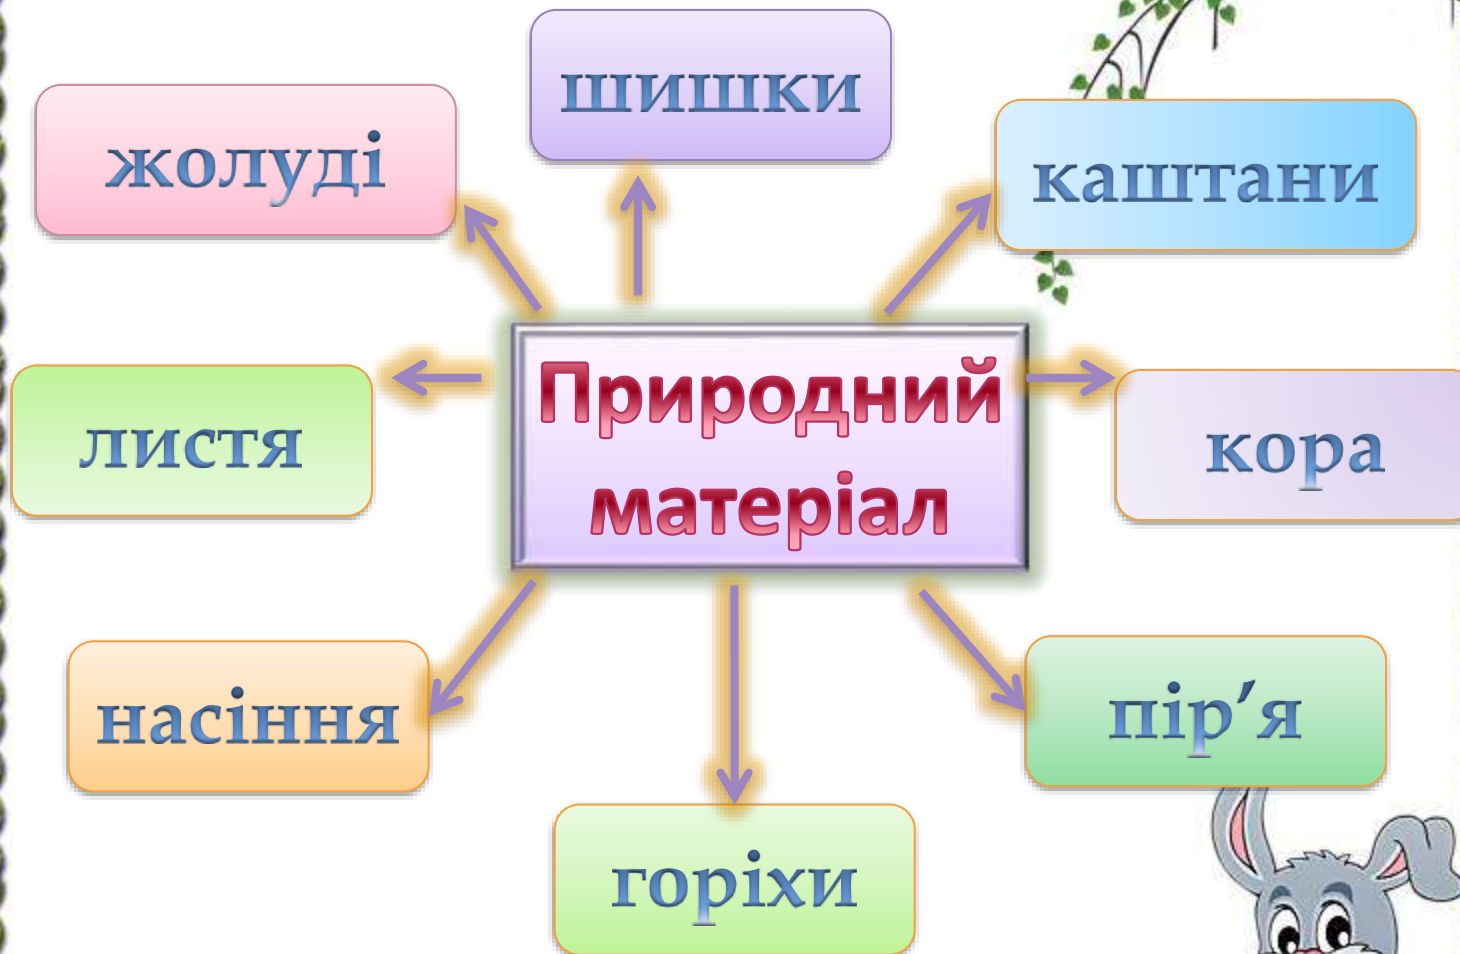 шишки
жолуді
каштани
Природний
матеріал
листя
кора
насіння
пір’я
горіхи